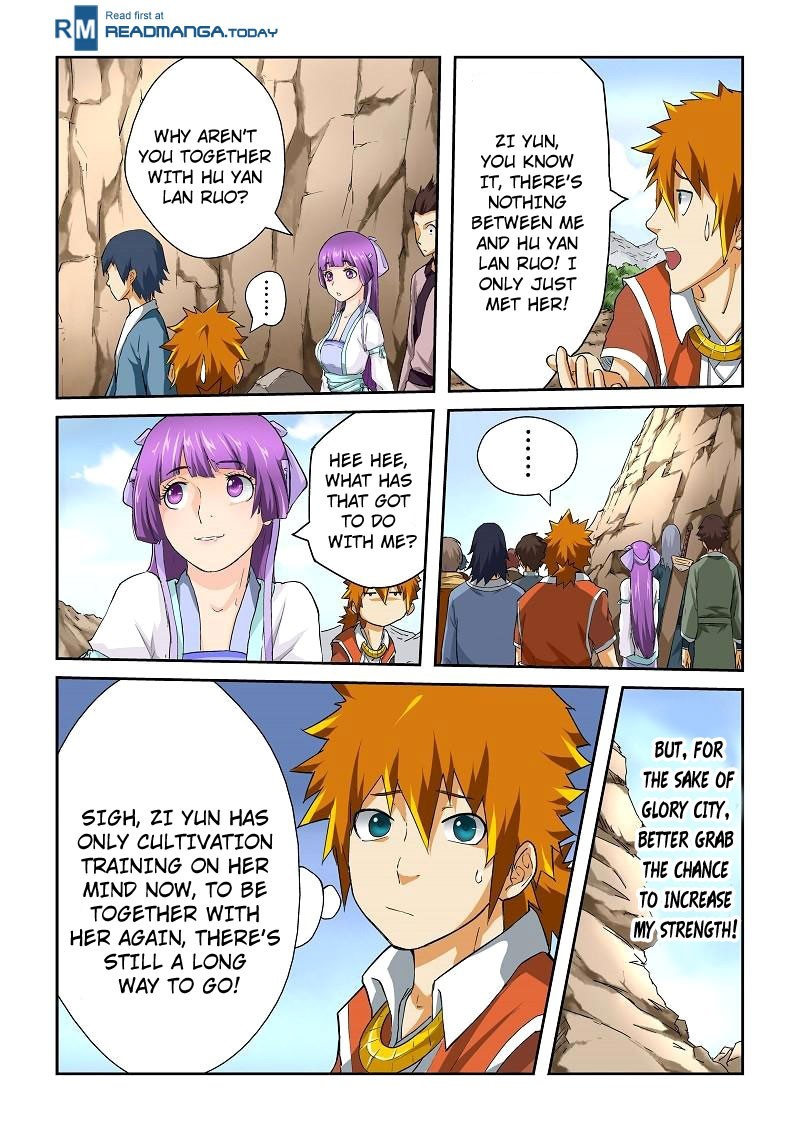 Read first at
RM READMANGA.TODAY
WHY AREN'T
YOU TOGETHER
WITH HU YAN
LAN RUO?
ZI YUN,
YOU KNOW
IT, THERE'S
NOTHING
BETWEEN ME
AND HU YAN
LAN RUO! I
ONLY JUST
MET HER!
HEE HEE,
WHAT HAS
THAT GOT
TO DO
WITH ME?
SIGH, ZI YUN HAS
ONLY CULTIVATION
TRAINING ON HER
MIND NOW, TO BE
TOGETHER WITH
HER AGAIN, THERE'S
STILL A LONG
WAY TO GO!
BUT, FOR
THE SAKE OF
GLORY CITY,
BETTER GRAB
THE CHANCE
TO INCREASE
MY STRENGTH!